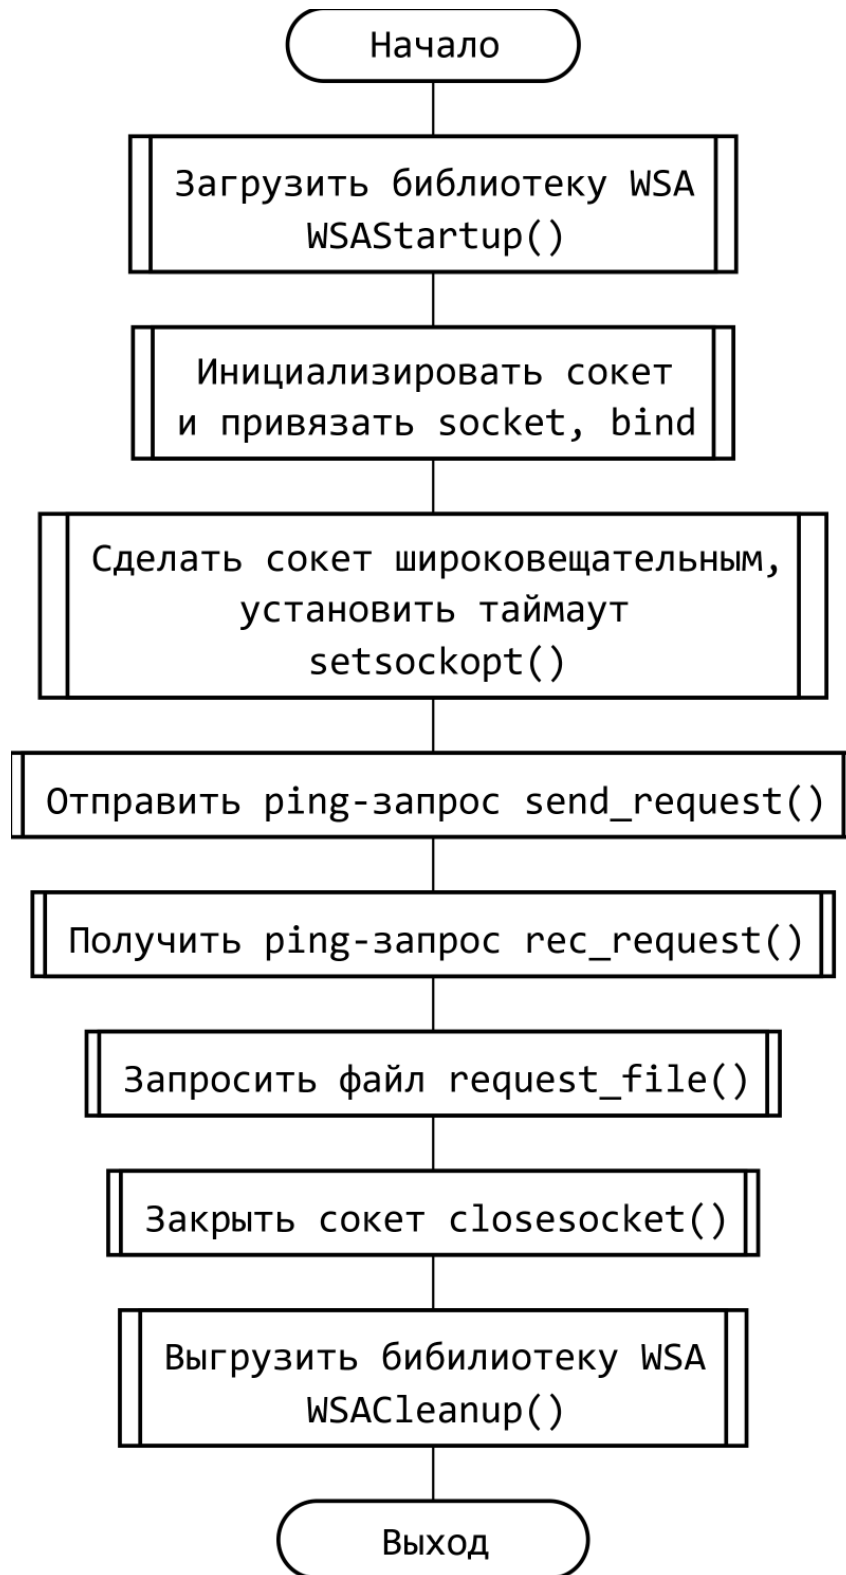 Начало
Загрузить библиотеку WSA
WSAStartup()
Инициализировать сокет
и привязать socket, bind
Сделать сокет широковещательным,
установить таймаут
setsockopt()
Отправить ping-запрос send_request()
Получить ping-запрос rec_request()
Запросить файл request_file()
Закрыть сокет closesocket()
Выгрузить бибилиотеку WSA
WSACleanup()
Выход